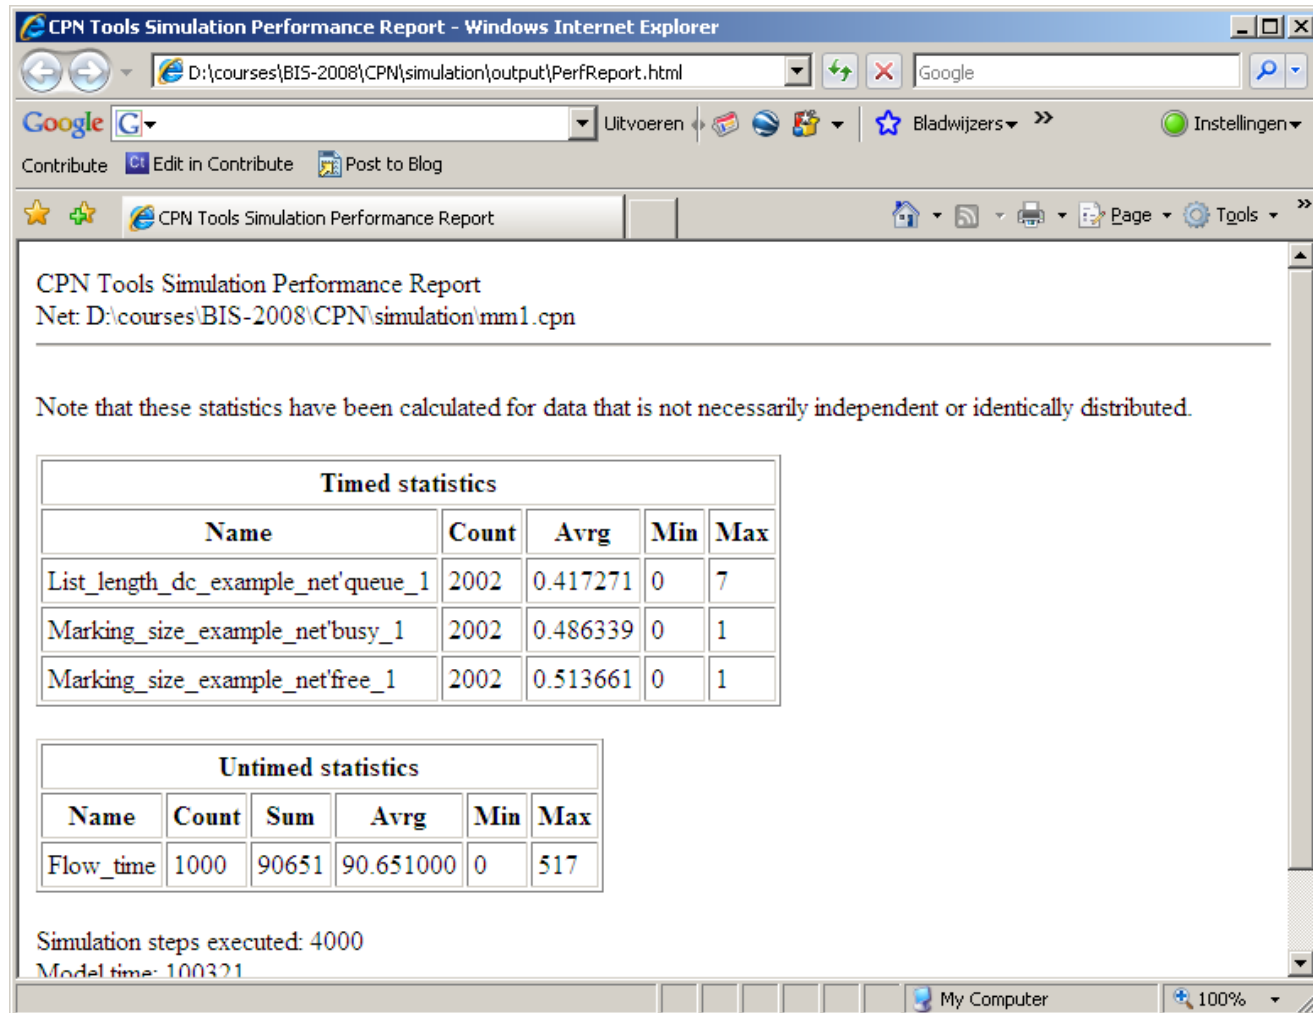 CPN Tools Simulation Performance Report - Windows Internet Explorer
D:\courses\BIS-2008\CPN\simulation\output\PerfReport.html Google
Google G Uitvoeren Bladwijzers Instellingen
Contribute Ct Edit in Contribute Post to Blog
CPN Tools Simulation Performance Report Page Tools
CPN Tools Simulation Performance Report
Net: D:\courses\BIS-2008\CPN\simulation\mm1.cpn
Note that these statistics have been calculated for data that is not necessarily independent or identically distributed.
Timed statistics
Name Count Avrg Min Max
List_length_dc_example_net'queue_1 2002 0.417271 0 7
Marking_size_example_net'busy_1 2002 0.486339 0 1
Marking_size_example_net'free_1 2002 0.513661 0 1
Untimed statistics
Name Count Sum Avrg Min Max
Flow_time 1000 90651 90.651000 0 517
Simulation steps executed: 4000
Model time: 100321
My Computer 100%